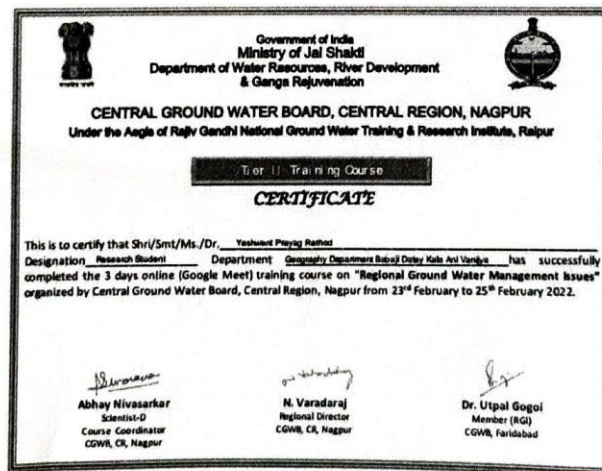 Government of India
Ministry of Jal Shakti
Department of Water Resources, River Development
& Ganga Rejuvenation
CENTRAL GROUND WATER BOARD, CENTRAL REGION, NAGPUR
Under the Aegis of Rajiv Gandhi National Ground Water Training & Research Institute, Raipur
Tier II Training Course
CERTIFICATE
This is to certify that Shri/Smt/Ms./Dr. Yeshwant Prayag Rathod
Designation Research Student Department Geography Department Babaji Datey Kala Ani Vanijya has successfully
completed the 3 days online (Google Meet) training course on "Regional Ground Water Management Issues"
organized by Central Ground Water Board, Central Region, Nagpur from 23rd February to 25th February 2022.
Abhay Nivasarkar
Scientist-D
Course Coordinator
CGWB, CR, Nagpur
N. Varadaraj
Regional Director
CGWB, CR, Nagpur
Dr. Utpal Gogoi
Member (RGI)
CGWB, Faridabad